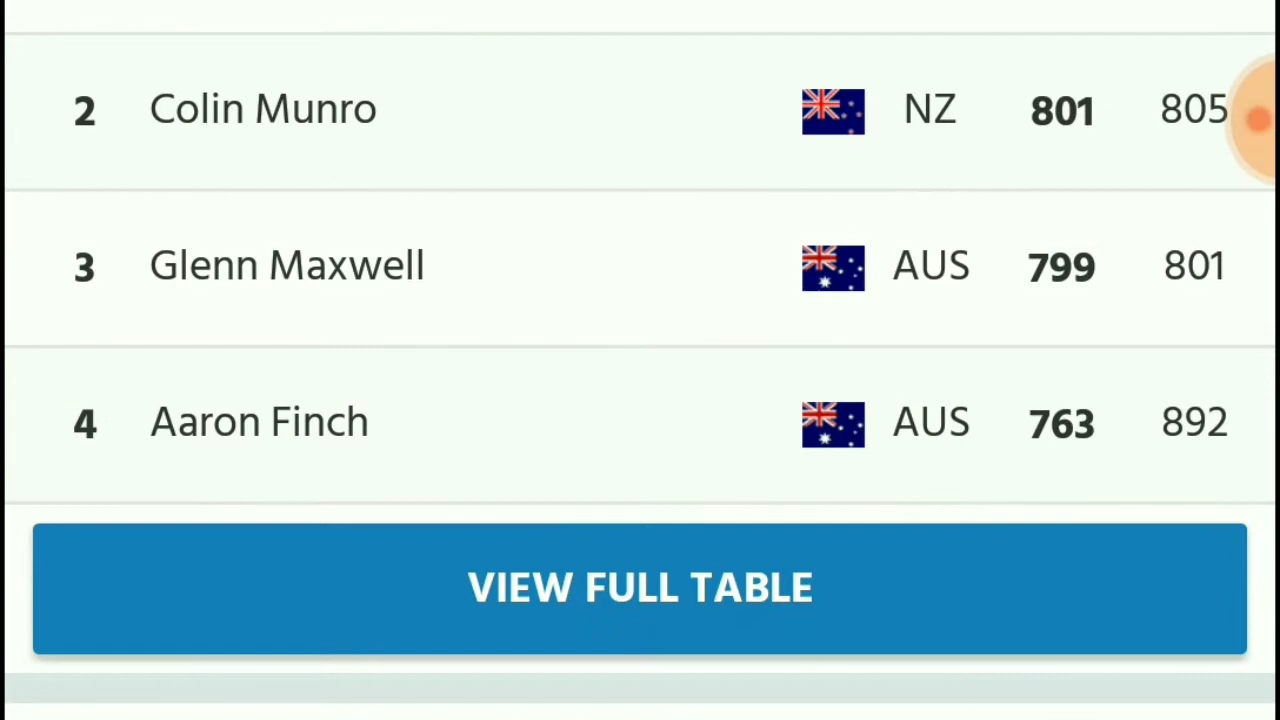 2 Colin Munro NZ 801 805
3 Glenn Maxwell AUS 799 801
4 Aaron Finch AUS 763 892
VIEW FULL TABLE